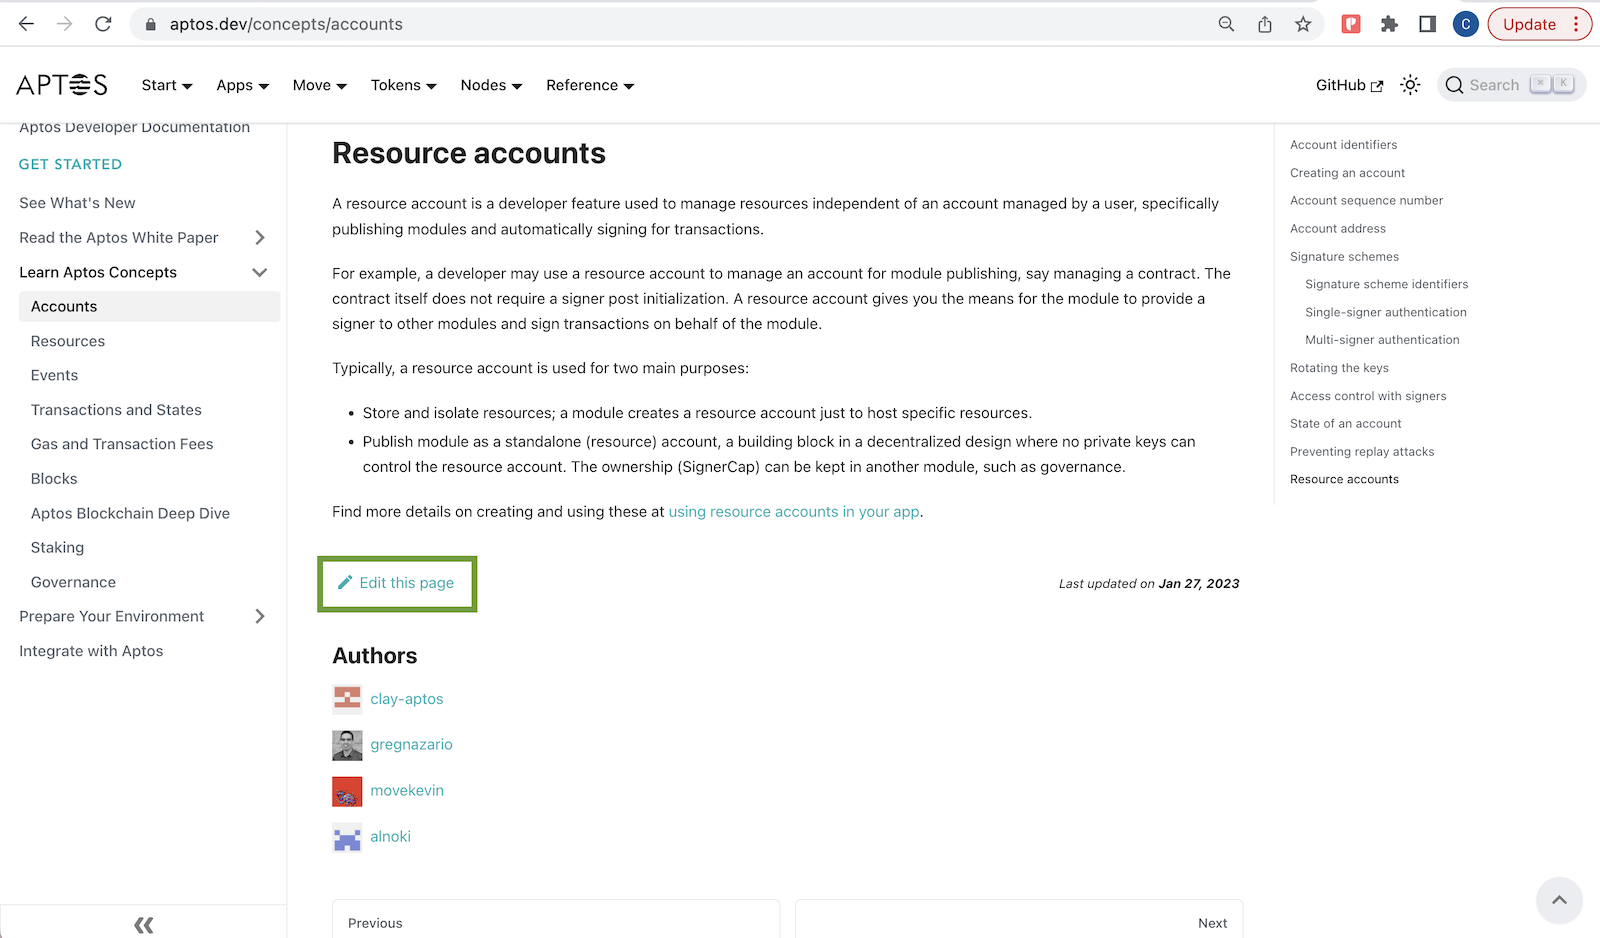 aptos.dev/concepts/accounts
C
Update
APTOS
Start
Apps
Move
Tokens
Nodes
Reference
GitHub
Search
⌘ K
Aptos Developer Documentation
GET STARTED
See What's New
Read the Aptos White Paper
Learn Aptos Concepts
Accounts
Resources
Events
Transactions and States
Gas and Transaction Fees
Blocks
Aptos Blockchain Deep Dive
Staking
Governance
Prepare Your Environment
Integrate with Aptos
Resource accounts
A resource account is a developer feature used to manage resources independent of an account managed by a user, specifically
publishing modules and automatically signing for transactions.
For example, a developer may use a resource account to manage an account for module publishing, say managing a contract. The
contract itself does not require a signer post initialization. A resource account gives you the means for the module to provide a
signer to other modules and sign transactions on behalf of the module.
Typically, a resource account is used for two main purposes:
• Store and isolate resources; a module creates a resource account just to host specific resources.
• Publish module as a standalone (resource) account, a building block in a decentralized design where no private keys can
control the resource account. The ownership (SignerCap) can be kept in another module, such as governance.
Find more details on creating and using these at using resource accounts in your app.
Edit this page
Last updated on Jan 27, 2023
Authors
clay-aptos
gregnazario
movekevin
alnoki
Previous
Next
Account identifiers
Creating an account
Account sequence number
Account address
Signature schemes
Signature scheme identifiers
Single-signer authentication
Multi-signer authentication
Rotating the keys
Access control with signers
State of an account
Preventing replay attacks
Resource accounts